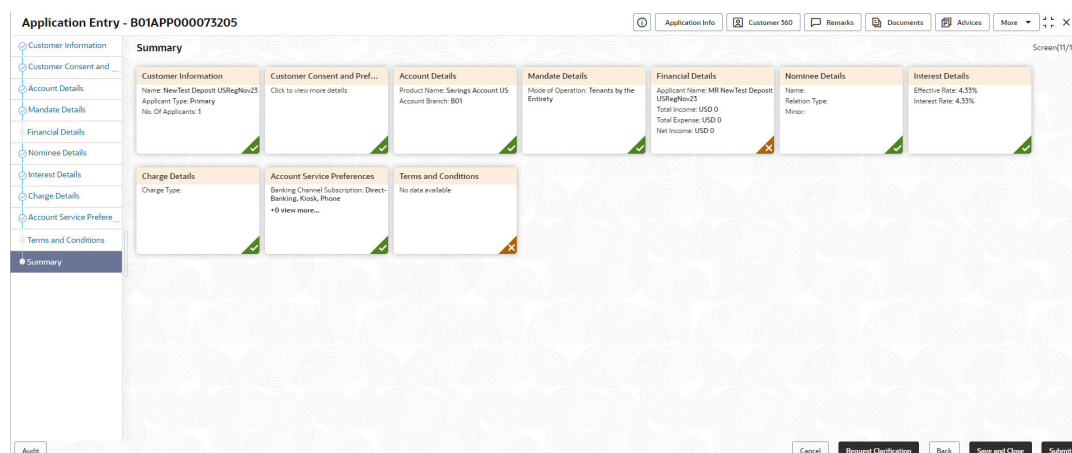 Application Entry - B01APP000073205
Application Info
Customer 360
Remarks
Documents
Advices
More
Customer Information
Customer Consent and ...
Account Details
Mandate Details
Financial Details
Nominee Details
Interest Details
Charge Details
Account Service Prefere...
Terms and Conditions
Summary
Summary
Screen(11/1
Customer Information
Name: NewTest Deposit USRegNov23
Applicant Type: Primary
No. Of Applicants: 1
Customer Consent and Pref...
Click to view more details
Account Details
Product Name: Savings Account US
Account Branch: B01
Mandate Details
Mode of Operation: Tenants by the
Entirety
Financial Details
Applicant Name: MR NewTest Deposit
USRegNov23
Total Income: USD 0
Total Expense: USD 0
Net Income: USD 0
Nominee Details
Name:
Relation Type:
Minor:
Interest Details
Effective Rate: 4.33%
Interest Rate: 4.33%
Charge Details
Charge Type:
Account Service Preferences
Banking Channel Subscription: Direct-
Banking, Kiosk, Phone
+0 view more...
Terms and Conditions
No data available
Audit
Cancel
Request Clarification
Back
Save and Close
Submit